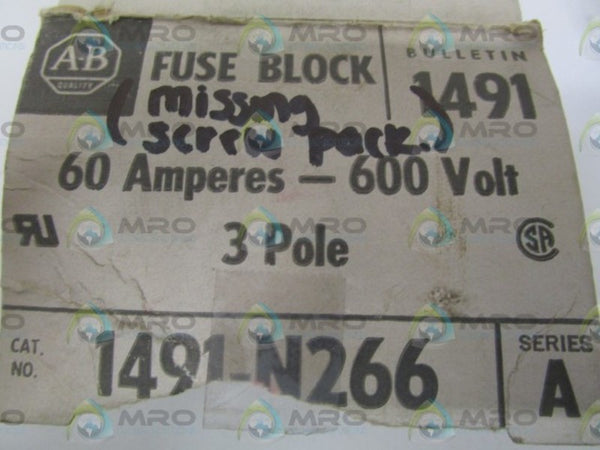 A-B
QUALITY
FUSE BLOCK
BULLETIN
1491
(missing
screw pack.)
60 Amperes — 600 Volt
3 Pole
CAT.
NO.
1491-N266
SERIES
A
MRO